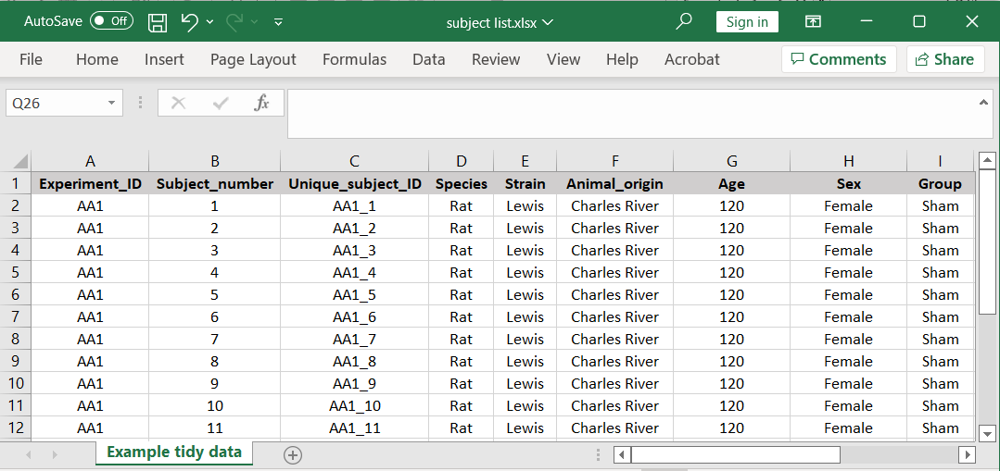 AutoSave Off subject list.xlsx Sign in
File Home Insert Page Layout Formulas Data Review View Help Acrobat Comments Share
Q26 fx
A B C D E F G H I
1 Experiment_ID Subject_number Unique_subject_ID Species Strain Animal_origin Age Sex Group
2 AA1 1 AA1_1 Rat Lewis Charles River 120 Female Sham
3 AA1 2 AA1_2 Rat Lewis Charles River 120 Female Sham
4 AA1 3 AA1_3 Rat Lewis Charles River 120 Female Sham
5 AA1 4 AA1_4 Rat Lewis Charles River 120 Female Sham
6 AA1 5 AA1_5 Rat Lewis Charles River 120 Female Sham
7 AA1 6 AA1_6 Rat Lewis Charles River 120 Female Sham
8 AA1 7 AA1_7 Rat Lewis Charles River 120 Female Sham
9 AA1 8 AA1_8 Rat Lewis Charles River 120 Female Sham
10 AA1 9 AA1_9 Rat Lewis Charles River 120 Female Sham
11 AA1 10 AA1_10 Rat Lewis Charles River 120 Female Sham
12 AA1 11 AA1_11 Rat Lewis Charles River 120 Female Sham
Example tidy data